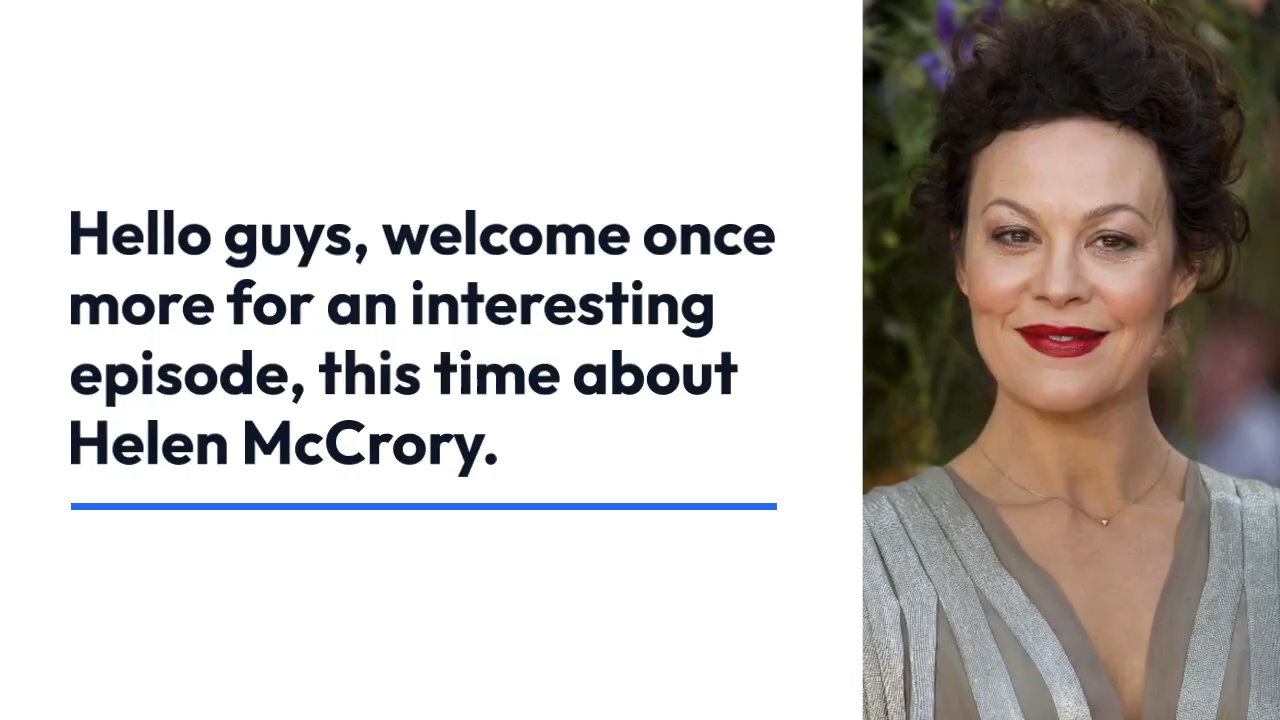 Hello guys, welcome once
more for an interesting
episode, this time about
Helen McCrory.